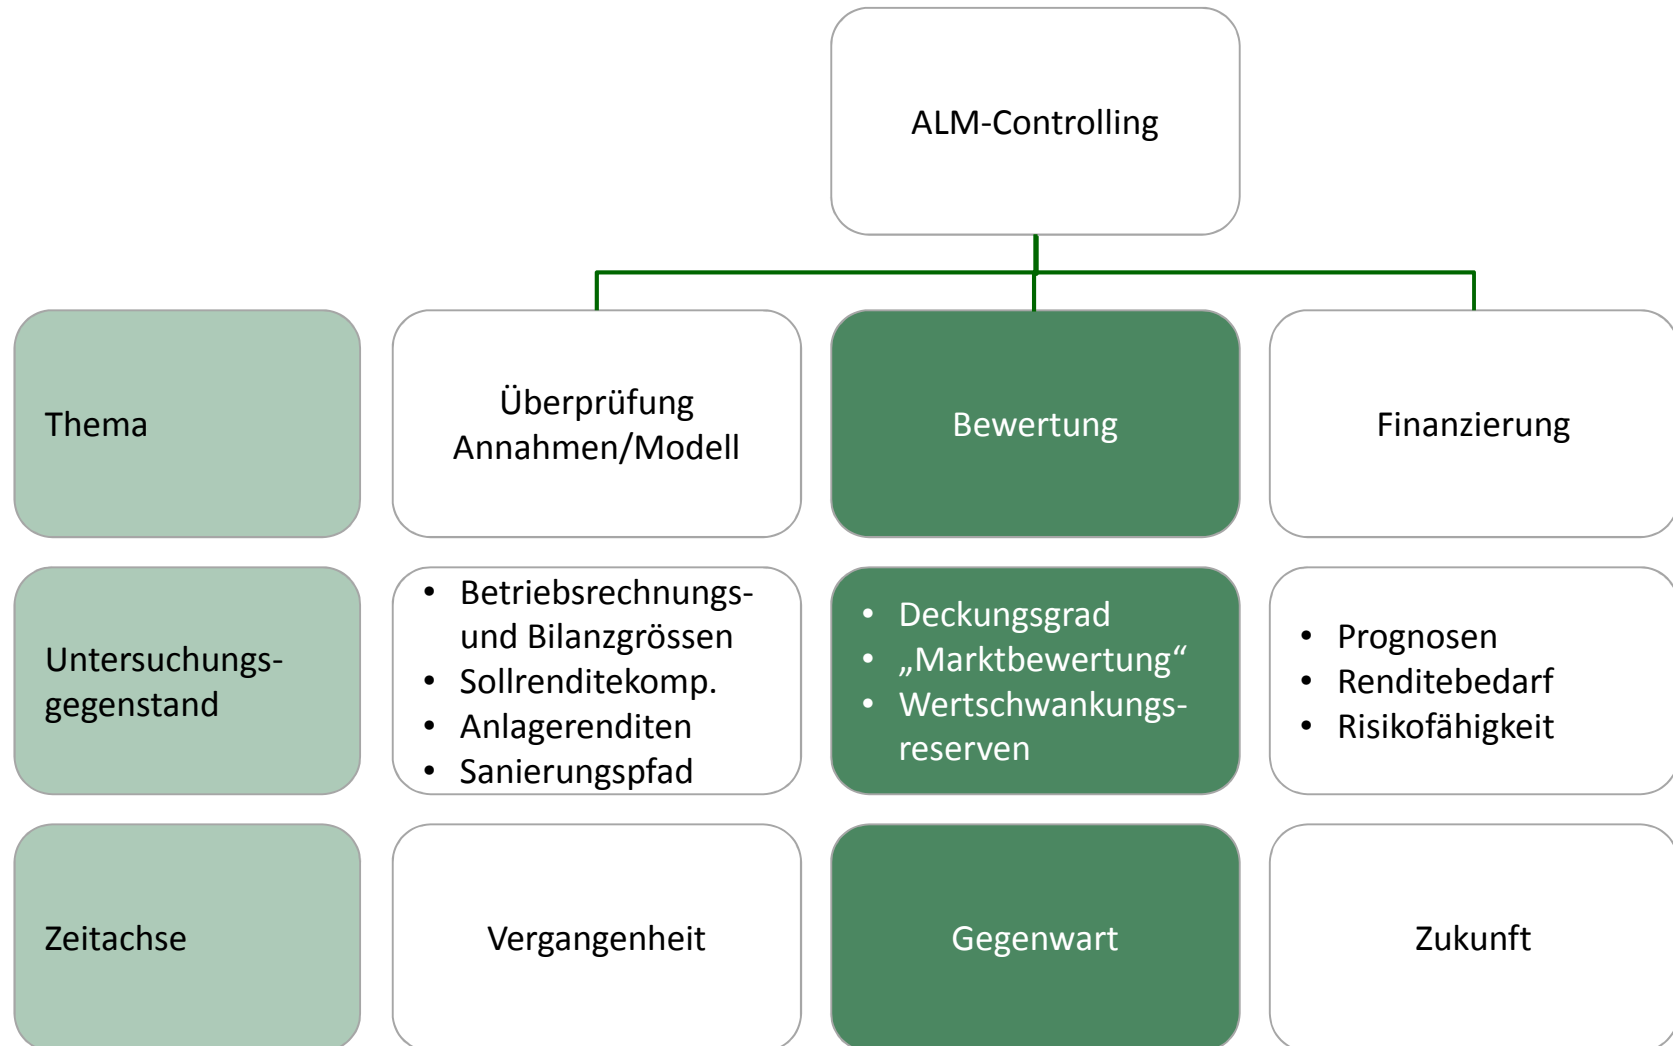 ALM-Controlling
Thema
Überprüfung
Annahmen/Modell
Bewertung
Finanzierung
Untersuchungs-
gegenstand
• Betriebsrechnungs-
und Bilanzgrössen
• Sollrenditekomp.
• Anlagerenditen
• Sanierungspfad
• Deckungsgrad
• „Marktbewertung“
• Wertschwankungs-
reserven
• Prognosen
• Renditebedarf
• Risikofähigkeit
Zeitachse
Vergangenheit
Gegenwart
Zukunft